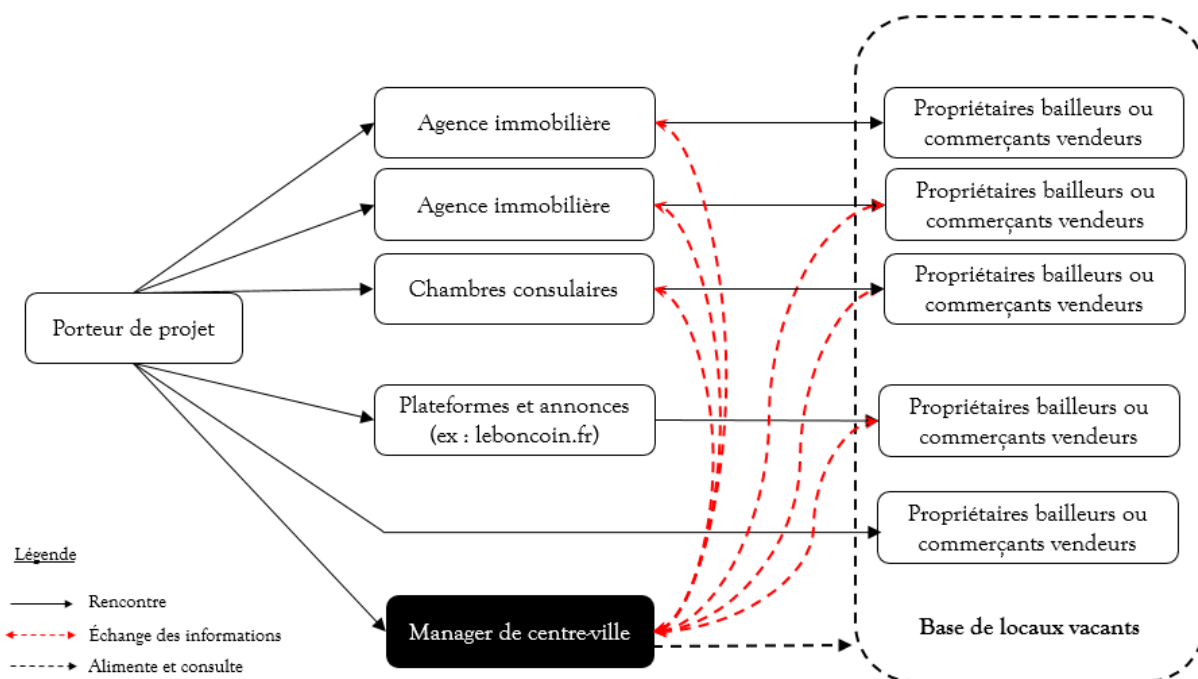 Agence immobilière
Propriétaires bailleurs ou
commerçants vendeurs
Agence immobilière
Propriétaires bailleurs ou
commerçants vendeurs
Chambres consulaires
Propriétaires bailleurs ou
commerçants vendeurs
Porteur de projet
Plateformes et annonces
(ex : leboncoin.fr)
Propriétaires bailleurs ou
commerçants vendeurs
Propriétaires bailleurs ou
commerçants vendeurs
Légende
Rencontre
Échange des informations
Alimente et consulte
Manager de centre-ville
Base de locaux vacants